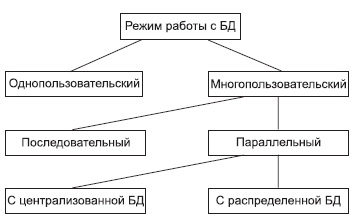 Режим работы с БД
Однопользовательский
Многопользовательский
Последовательный
Параллельный
С централизованной БД
С распределенной БД